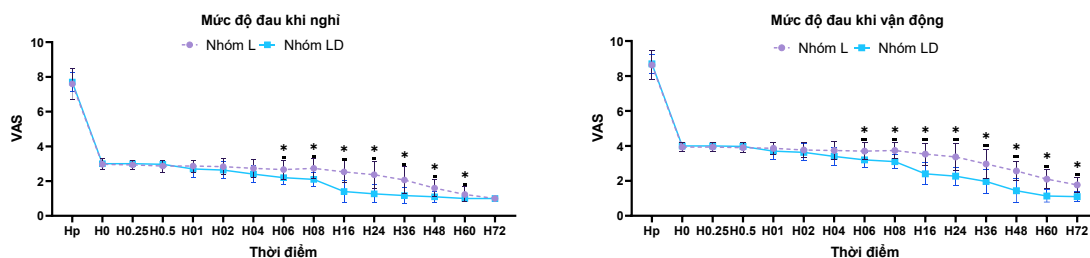 Mức độ đau khi nghỉ
Nhóm L Nhóm LD
VAS
10
8
6
4
2
0
* * * * * * *
Hp H0 H0.25 H0.5 H01 H02 H04 H06 H08 H16 H24 H36 H48 H60 H72
Thời điểm
Mức độ đau khi vận động
Nhóm L Nhóm LD
VAS
10
8
6
4
2
0
* * * * * * * *
Hp H0 H0.25 H0.5 H01 H02 H04 H06 H08 H16 H24 H36 H48 H60 H72
Thời điểm